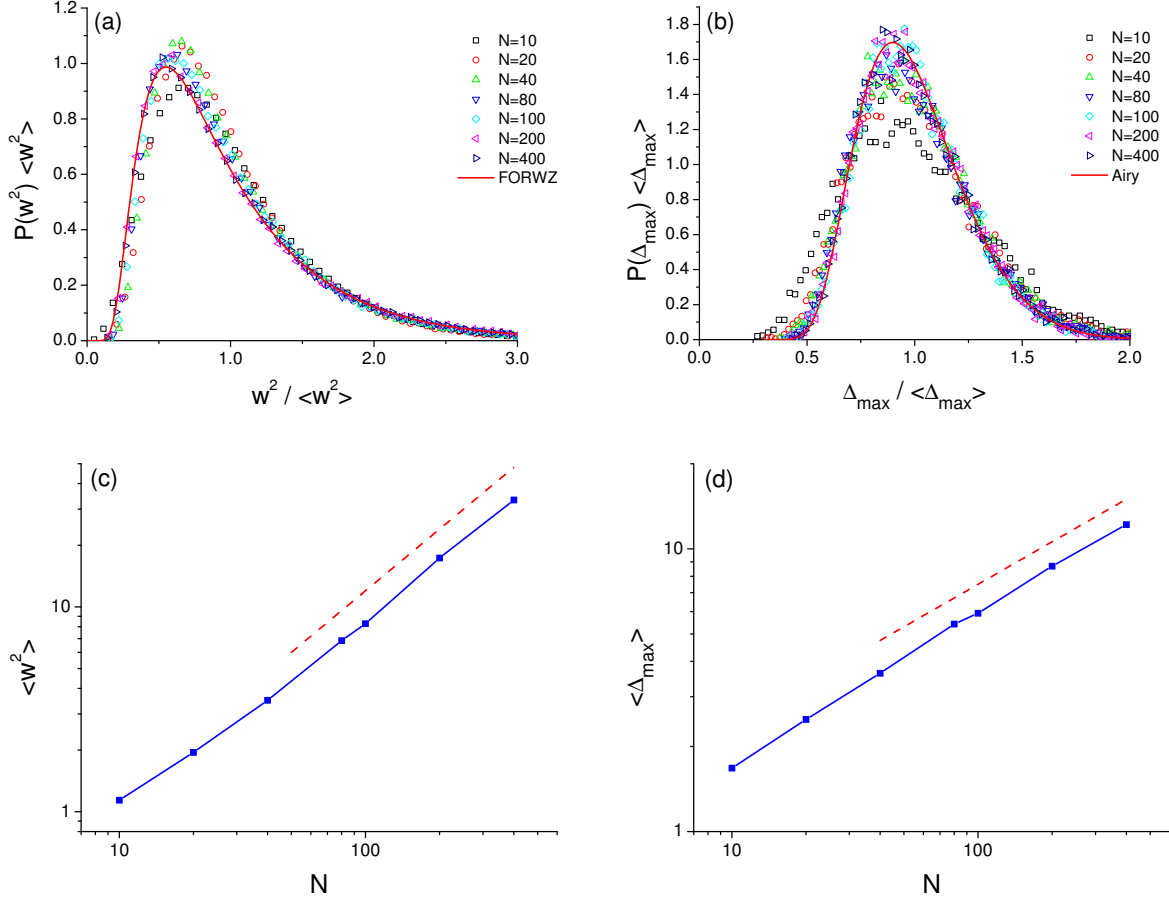 (a)
1.2
1.0
0.8
0.6
0.4
0.2
0.0
P(w²) <w²>
N=10
N=20
N=40
N=80
N=100
N=200
N=400
FORWZ
0.0 1.0 2.0 3.0
w² / <w²>
(b)
1.8
1.6
1.4
1.2
1.0
0.8
0.6
0.4
0.2
0.0
P(Δmax) <Δmax>
N=10
N=20
N=40
N=80
N=100
N=200
N=400
Airy
0.0 0.5 1.0 1.5 2.0
Δmax / <Δmax>
(c)
10
1
<w²>
10 100
N
(d)
10
1
<Δmax>
10 100
N